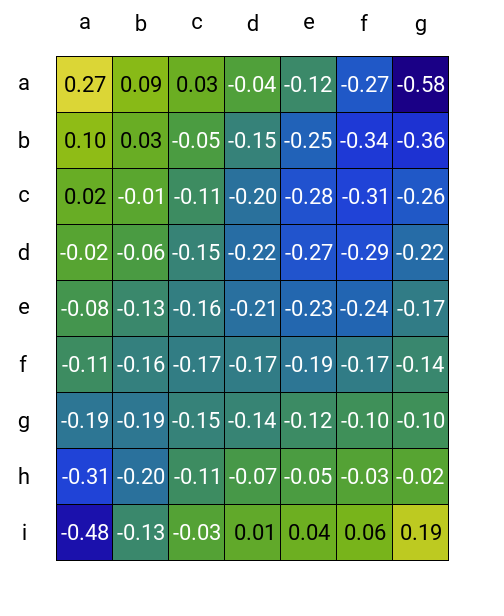 a b c d e f g
a 0.27 0.09 0.03 -0.04 -0.12 -0.27 -0.58
b 0.10 0.03 -0.05 -0.15 -0.25 -0.34 -0.36
c 0.02 -0.01 -0.11 -0.20 -0.28 -0.31 -0.26
d -0.02 -0.06 -0.15 -0.22 -0.27 -0.29 -0.22
e -0.08 -0.13 -0.16 -0.21 -0.23 -0.24 -0.17
f -0.11 -0.16 -0.17 -0.17 -0.19 -0.17 -0.14
g -0.19 -0.19 -0.15 -0.14 -0.12 -0.10 -0.10
h -0.31 -0.20 -0.11 -0.07 -0.05 -0.03 -0.02
i -0.48 -0.13 -0.03 0.01 0.04 0.06 0.19